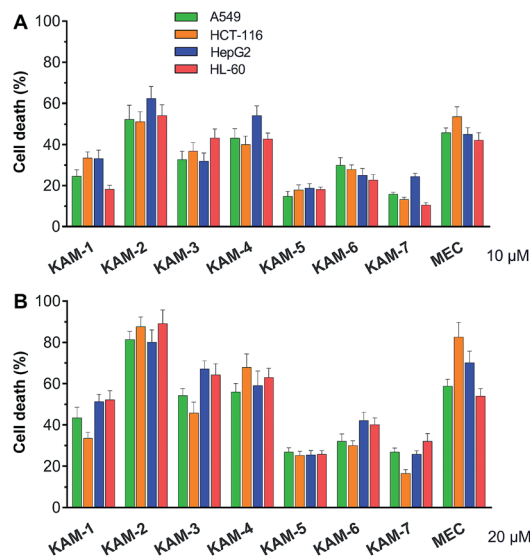 A
A549
HCT-116
HepG2
HL-60
Cell death (%)
100
80
60
40
20
0
KAM-1
KAM-2
KAM-3
KAM-4
KAM-5
KAM-6
KAM-7
MEC
10 µM
B
Cell death (%)
100
80
60
40
20
0
KAM-1
KAM-2
KAM-3
KAM-4
KAM-5
KAM-6
KAM-7
MEC
20 µM